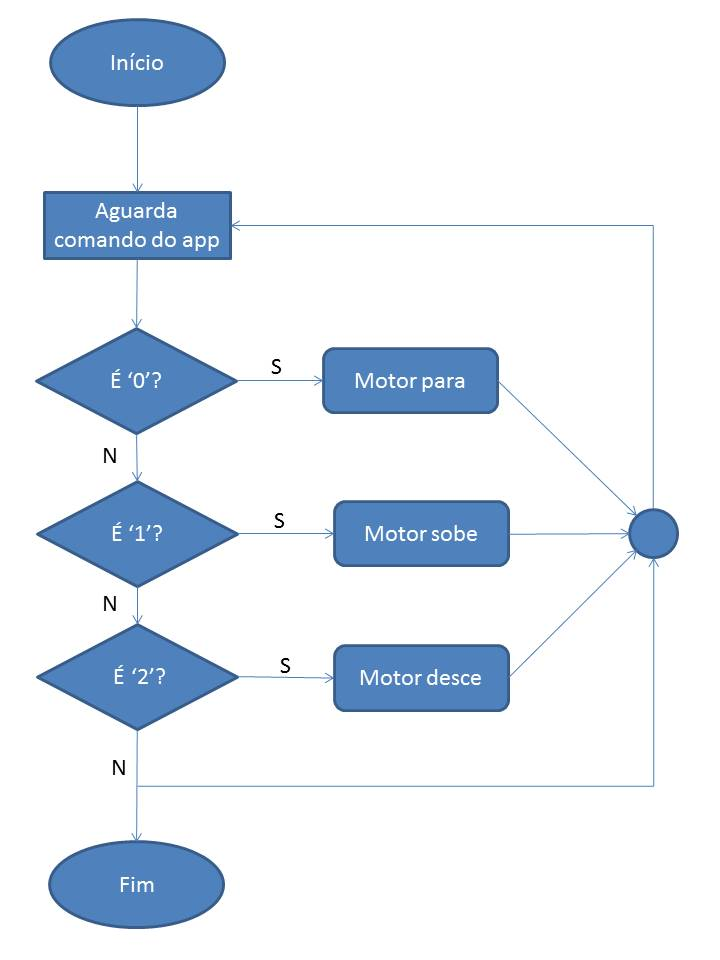 Início
Aguarda
comando do app
É ‘0’?
S
Motor para
N
É ‘1’?
S
Motor sobe
N
É ‘2’?
S
Motor desce
N
Fim